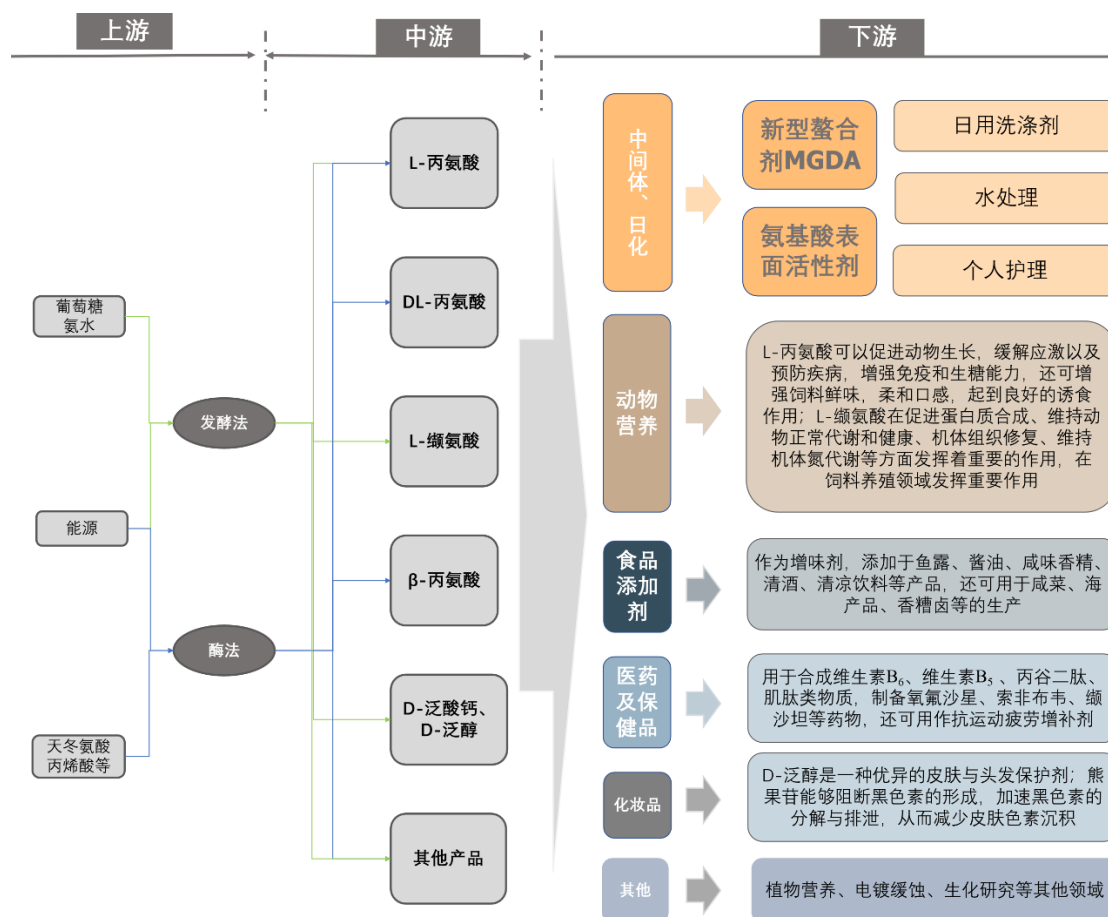 上游
中游
下游
葡萄糖
氨水
能源
天冬氨酸
丙烯酸等
发酵法
酶法
L-丙氨酸
DL-丙氨酸
L-缬氨酸
β-丙氨酸
D-泛酸钙、
D-泛醇
其他产品
中间体、日化
新型螯合
剂MGDA
氨基酸表
面活性剂
日用洗涤剂
水处理
个人护理
动物
营养
L-丙氨酸可以促进动物生长，缓解应激以及
预防疾病，增强免疫和生糖能力，还可增
强饲料鲜味，柔和口感，起到良好的诱食
作用；L-缬氨酸在促进蛋白质合成、维持动
物正常代谢和健康、机体组织修复、维持
机体氮代谢等方面发挥着重要的作用，在
饲料养殖领域发挥重要作用
食品
添加
剂
作为增味剂，添加于鱼露、酱油、咸味香精、
清酒、清凉饮料等产品，还可用于咸菜、海
产品、香糟卤等的生产
医药
及保
健品
用于合成维生素B₆、维生素B₅ 、丙谷二肽、
肌肽类物质，制备氧氟沙星、索非布韦、缬
沙坦等药物，还可用作抗运动疲劳增补剂
化妆品
D-泛醇是一种优异的皮肤与头发保护剂；熊
果苷能够阻断黑色素的形成，加速黑色素的
分解与排泄，从而减少皮肤色素沉积
其他
植物营养、电镀缓蚀、生化研究等其他领域